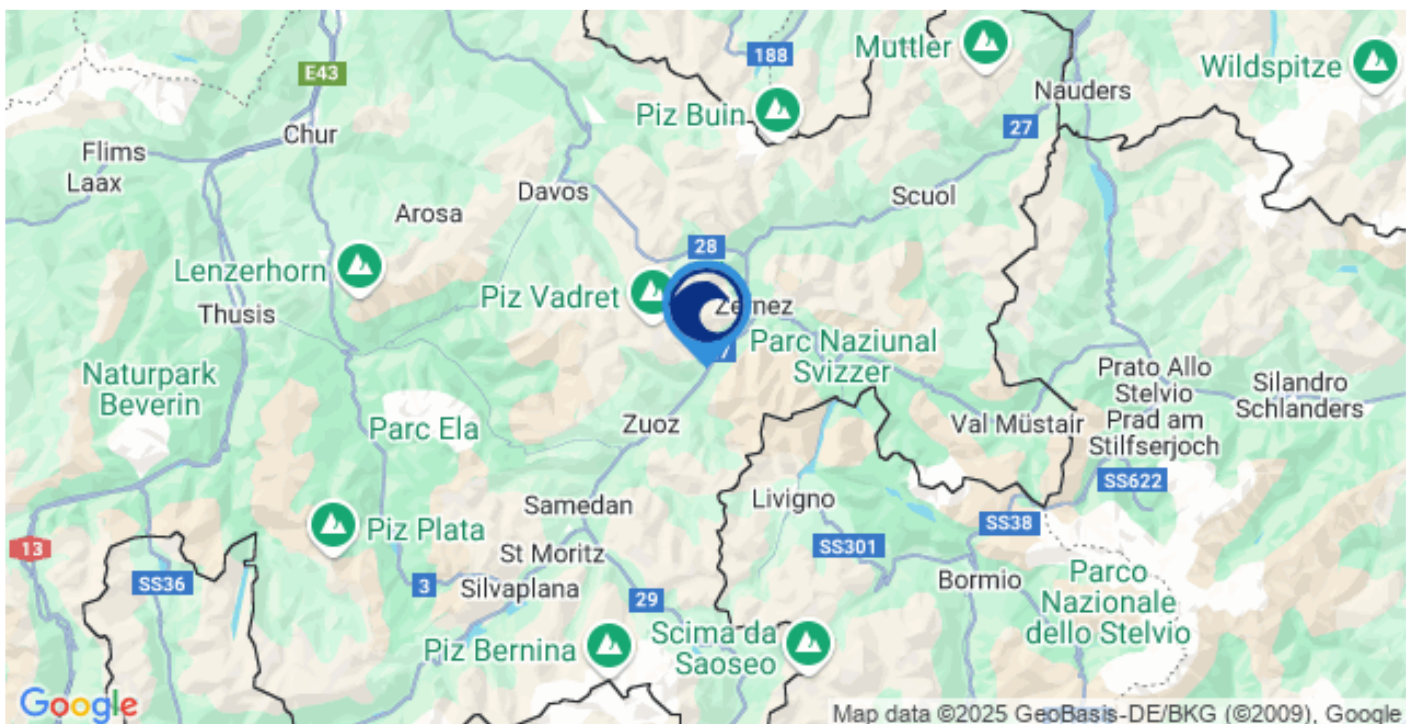 188
Muttler
Wildspitze
E43
Nauders
Piz Buin
27
Chur
Flims
Laax
Davos
Scuol
Arosa
28
Lenzerhorn
Piz Vadret
Zernez
Thusis
7
Parc Naziunal
Svizzer
Prato Allo
Stelvio
Prad am
Stilfserjoch
Silandro
Schlanders
Naturpark
Beverin
Parc Ela
Zuoz
Val Müstair
SS622
Livigno
Samedan
Piz Plata
SS38
13
St Moritz
SS301
SS36
3
Silvaplana
29
Bormio
Parco
Nazionale
dello Stelvio
Piz Bernina
Scima da
Saoseo
Google
Map data ©2025 GeoBasis-DE/BKG (©2009), Google